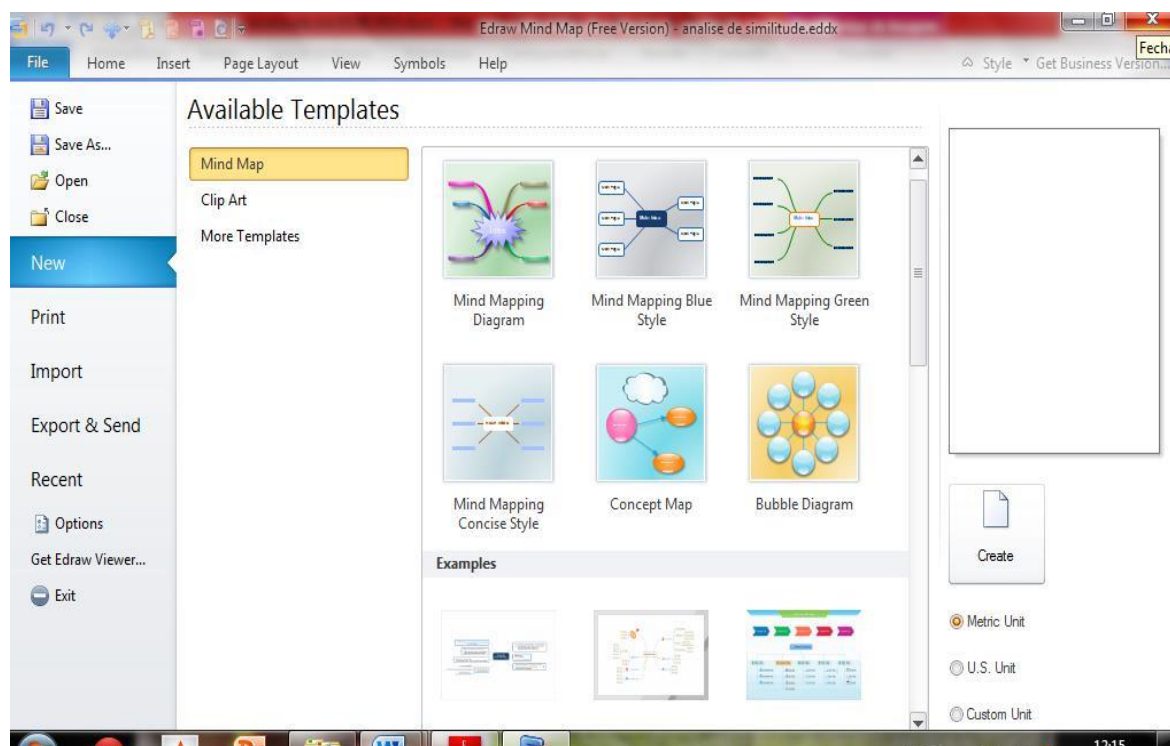 Edraw Mind Map (Free Version) - analise de similitude.eddx
Fecha
File Home Insert Page Layout View Symbols Help Style Get Business Version...
Save
Save As...
Open
Close
New
Print
Import
Export & Send
Recent
Options
Get Edraw Viewer...
Exit
Available Templates
Mind Map
Clip Art
More Templates
Mind Mapping
Diagram
Mind Mapping Blue
Style
Mind Mapping Green
Style
Mind Mapping
Concise Style
Concept Map
Bubble Diagram
Examples
Create
Metric Unit
U.S. Unit
Custom Unit
12:15